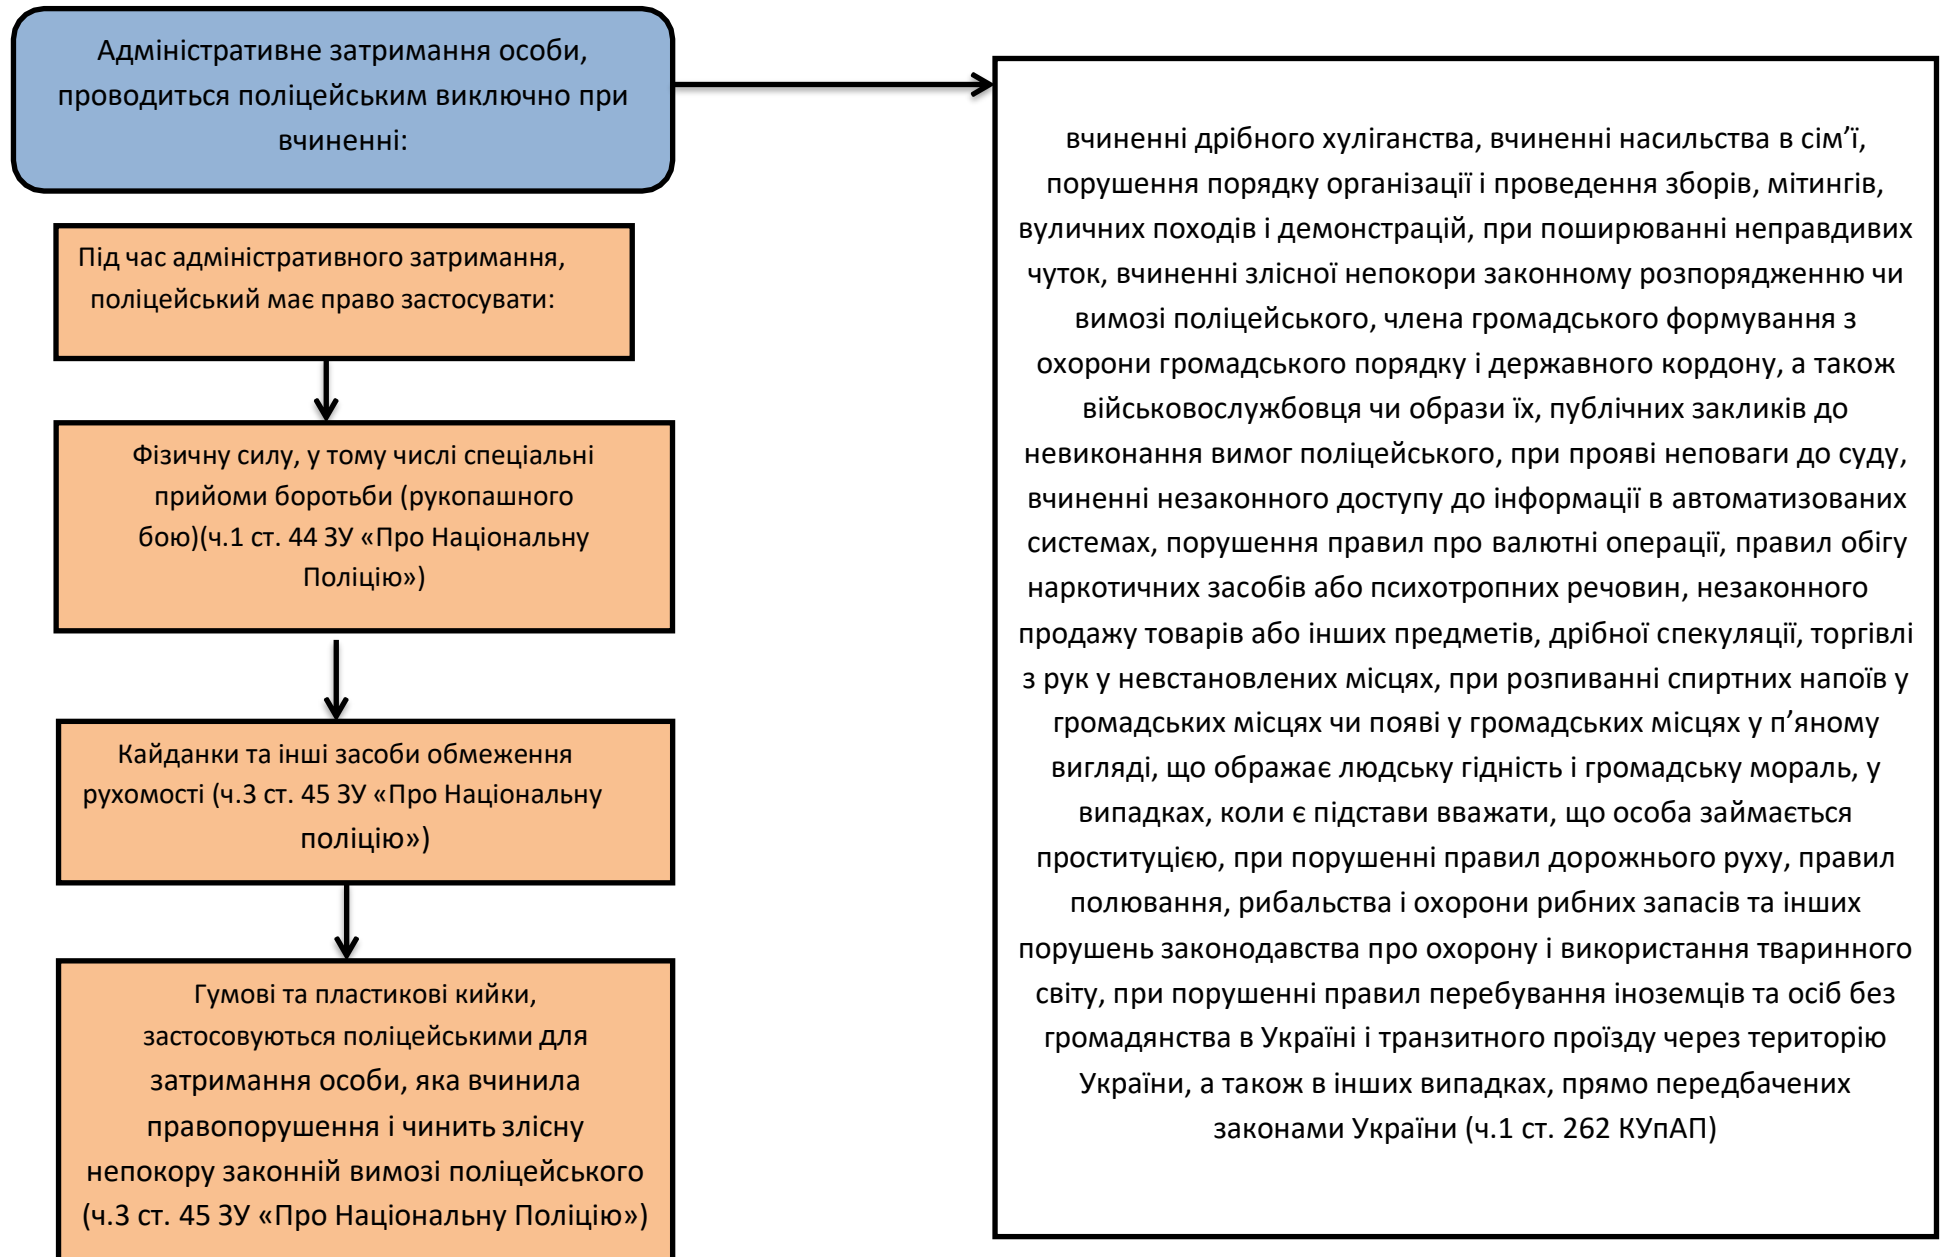 Адміністративне затримання особи,
проводиться поліцейським виключно при
вчиненні:
Під час адміністративного затримання,
поліцейський має право застосувати:
Фізичну силу, у тому числі спеціальні
прийоми боротьби (рукопашного
бою)(ч.1 ст. 44 ЗУ «Про Національну
Поліцію»)
Кайданки та інші засоби обмеження
рухомості (ч.3 ст. 45 ЗУ «Про Національну
поліцію»)
Гумові та пластикові кийки,
застосовуються поліцейськими для
затримання особи, яка вчинила
правопорушення і чинить злісну
непокору законній вимозі поліцейського
(ч.3 ст. 45 ЗУ «Про Національну Поліцію»)
вчиненні дрібного хуліганства, вчиненні насильства в сім’ї,
порушення порядку організації і проведення зборів, мітингів,
вуличних походів і демонстрацій, при поширюванні неправдивих
чуток, вчиненні злісної непокори законному розпорядженню чи
вимозі поліцейського, члена громадського формування з
охорони громадського порядку і державного кордону, а також
військовослужбовця чи образи їх, публічних закликів до
невиконання вимог поліцейського, при прояві неповаги до суду,
вчиненні незаконного доступу до інформації в автоматизованих
системах, порушення правил про валютні операції, правил обігу
наркотичних засобів або психотропних речовин, незаконного
продажу товарів або інших предметів, дрібної спекуляції, торгівлі
з рук у невстановлених місцях, при розпиванні спиртних напоїв у
громадських місцях чи появі у громадських місцях у п’яному
вигляді, що ображає людську гідність і громадську мораль, у
випадках, коли є підстави вважати, що особа займається
проституцією, при порушенні правил дорожнього руху, правил
полювання, рибальства і охорони рибних запасів та інших
порушень законодавства про охорону і використання тваринного
світу, при порушенні правил перебування іноземців та осіб без
громадянства в Україні і транзитного проїзду через територію
України, а також в інших випадках, прямо передбачених
законами України (ч.1 ст. 262 КУпАП)